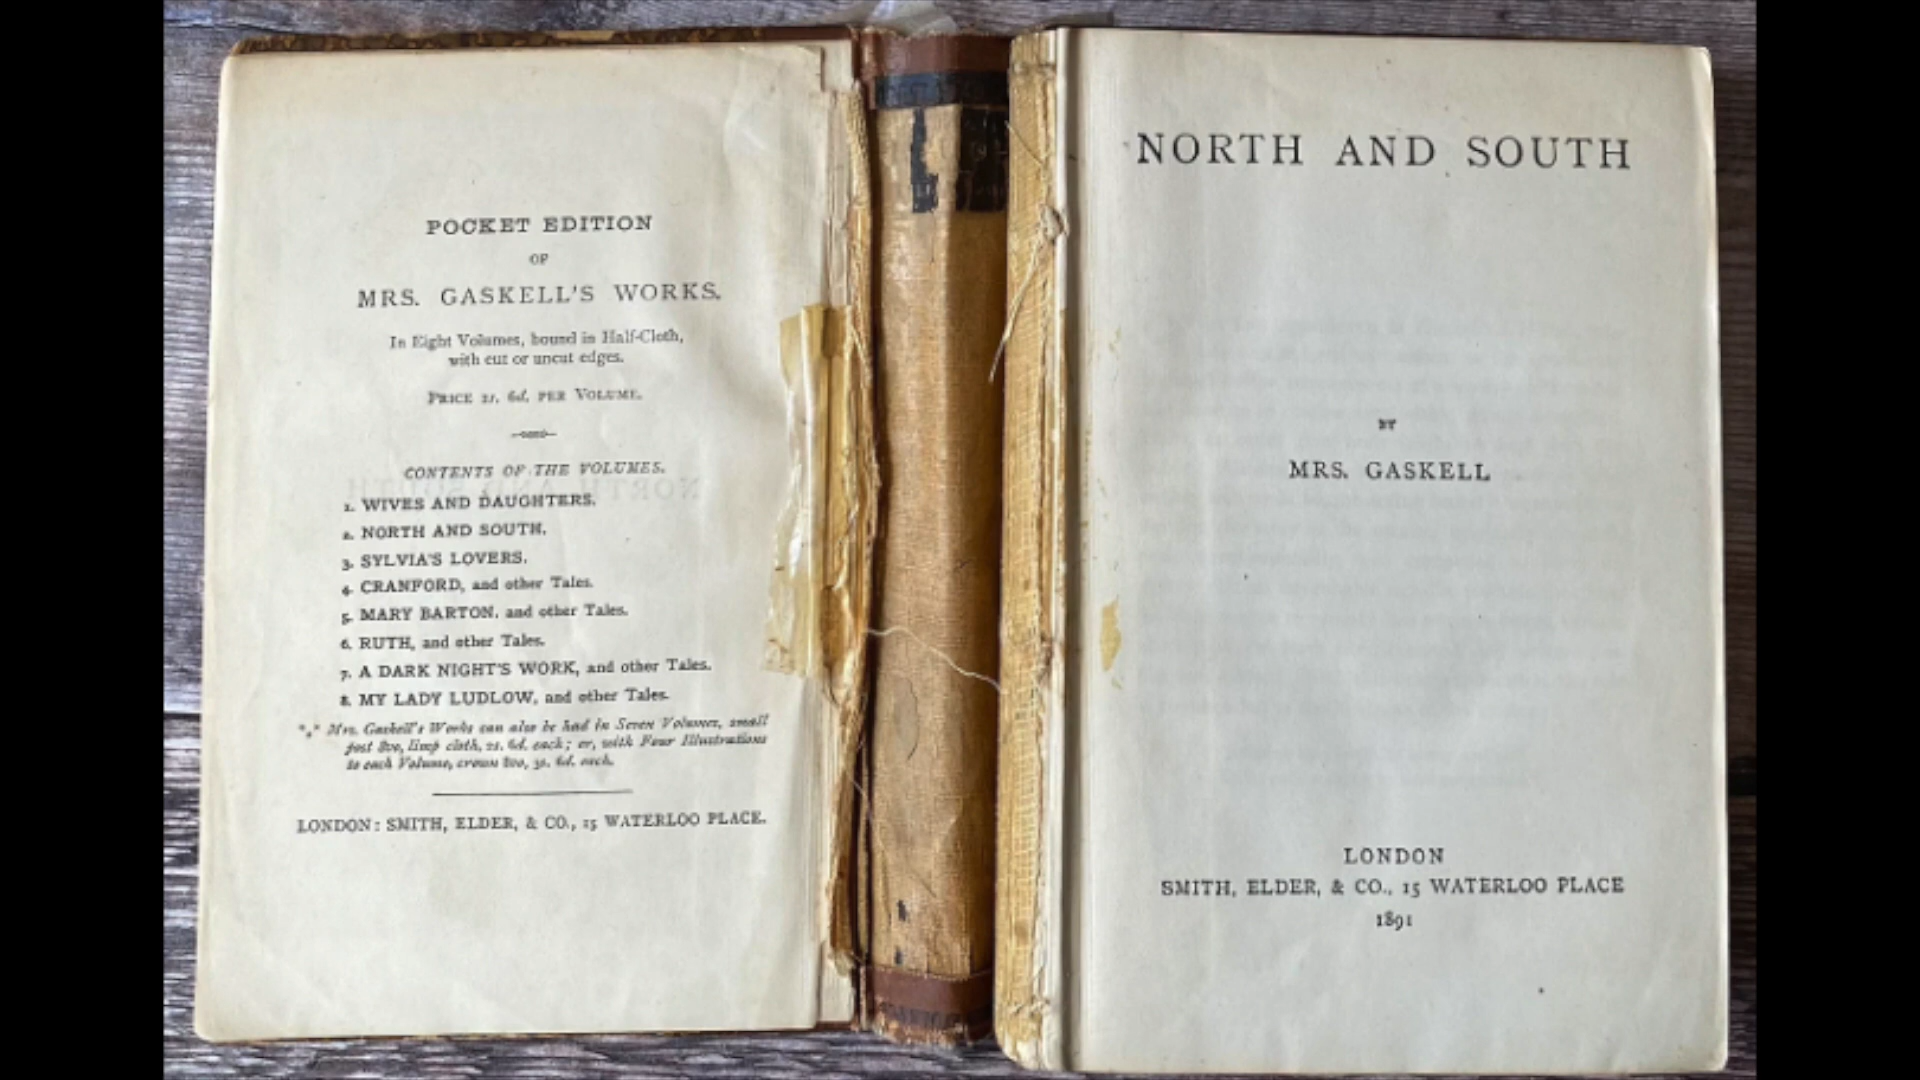 POCKET EDITION
OF
MRS. GASKELL'S WORKS.
In Eight Volumes, bound in Half-Cloth,
with cut or uncut edges.
PRICE 1s. 6d. PER VOLUME.
CONTENTS OF THE VOLUMES.
1. WIVES AND DAUGHTERS.
2. NORTH AND SOUTH.
3. SYLVIA'S LOVERS.
4. CRANFORD, and other Tales.
5. MARY BARTON, and other Tales.
6. RUTH, and other Tales.
7. A DARK NIGHT'S WORK, and other Tales.
8. MY LADY LUDLOW, and other Tales.
*** Mrs. Gaskell's Works can also be had in Seven Volumes, small
post 8vo, limp cloth, 2s. 6d. each; or, with Four Illustrations
to each Volume, crown 8vo, 3s. 6d. each.
LONDON: SMITH, ELDER, & CO., 15 WATERLOO PLACE.
NORTH AND SOUTH
BY
MRS. GASKELL
LONDON
SMITH, ELDER, & CO., 15 WATERLOO PLACE
1891